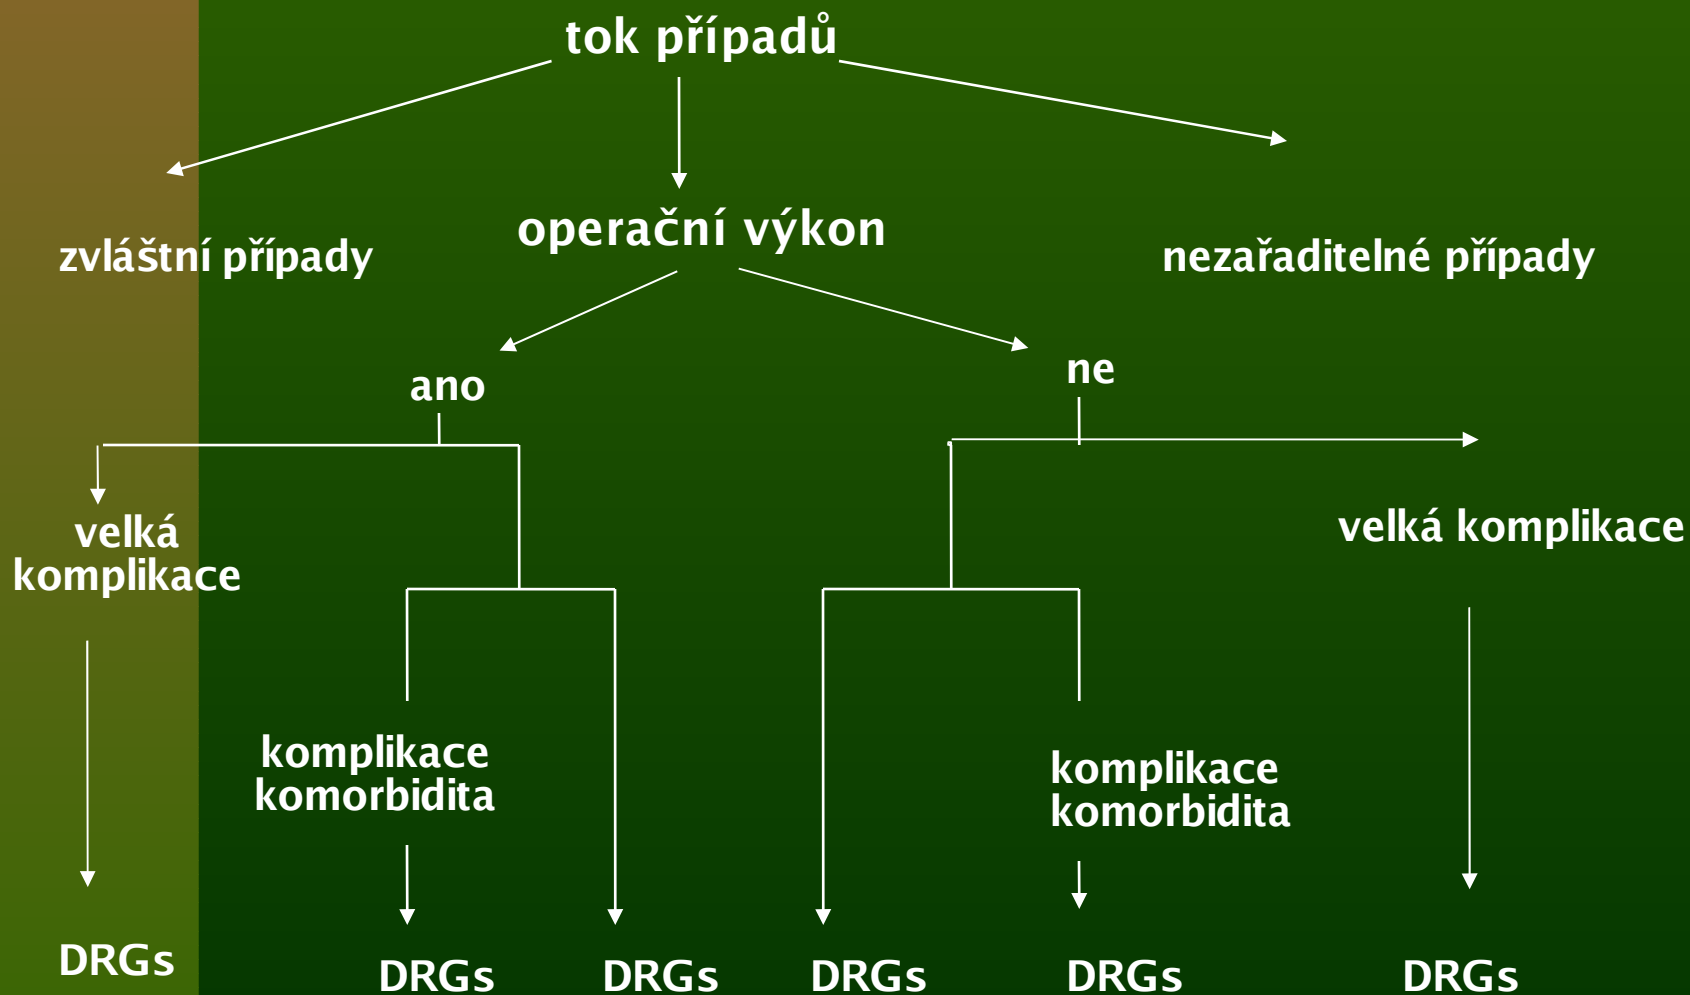 tok případů
zvláštní případy
operační výkon
nezařaditelné případy
ano
ne
velká
komplikace
velká komplikace
komplikace
komorbidita
komplikace
komorbidita
DRGs
DRGs
DRGs
DRGs
DRGs
DRGs